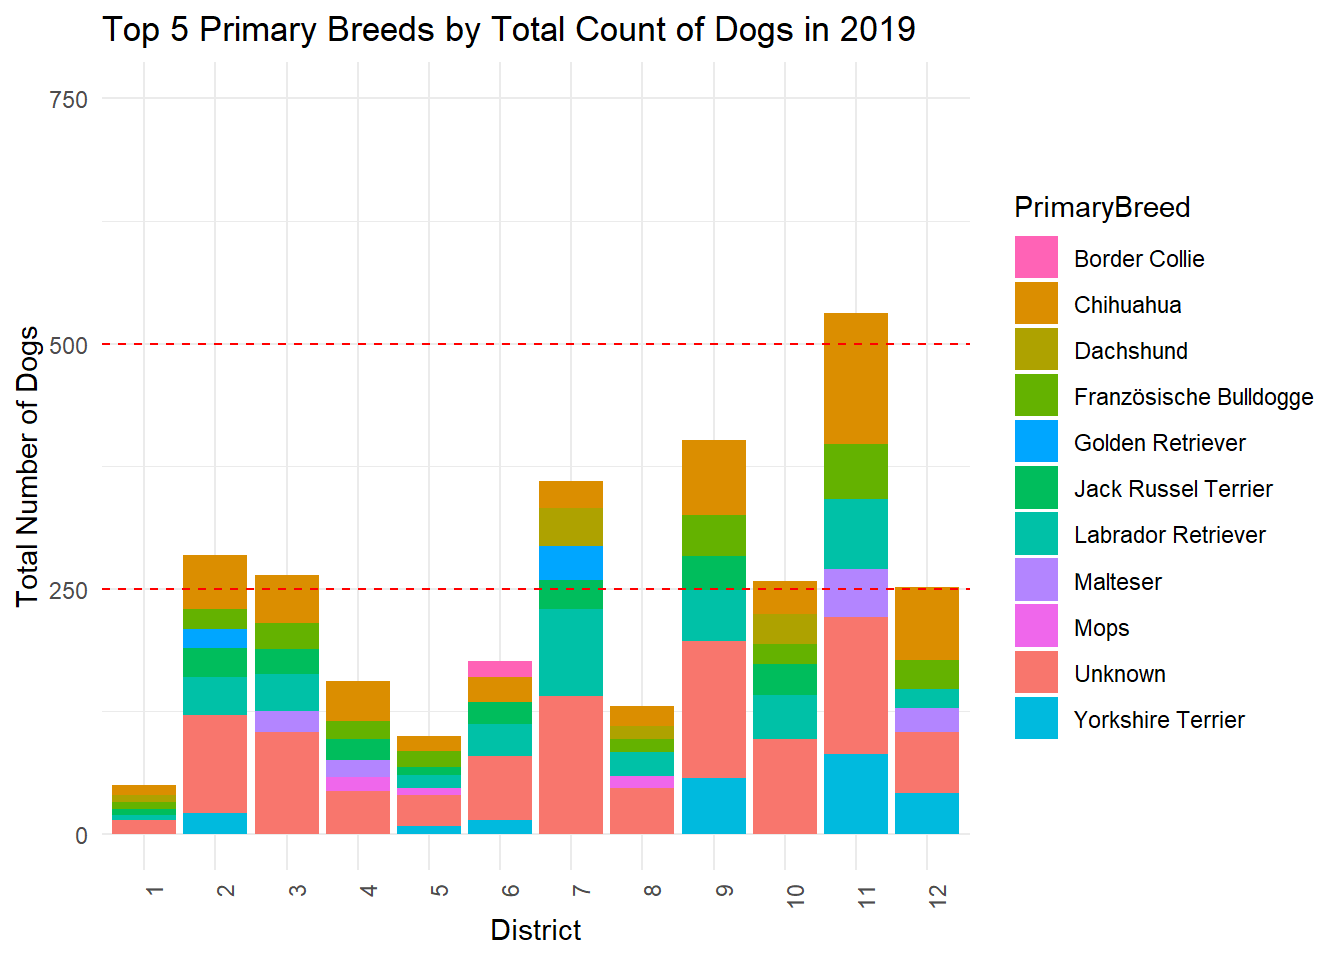 Top 5 Primary Breeds by Total Count of Dogs in 2019
Total Number of Dogs
750
500
250
0
1
2
3
4
5
6
7
8
9
10
11
12
District
PrimaryBreed
Border Collie
Chihuahua
Dachshund
Französische Bulldogge
Golden Retriever
Jack Russel Terrier
Labrador Retriever
Malteser
Mops
Unknown
Yorkshire Terrier